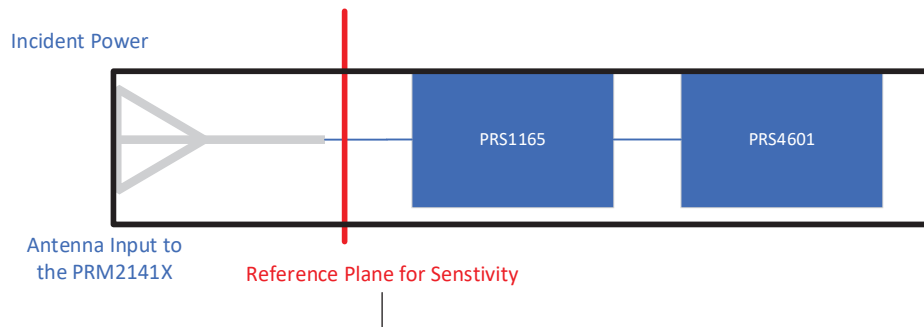 Incident Power
PRS1165
PRS4601
Antenna Input to
the PRM2141X
Reference Plane for Senstivity